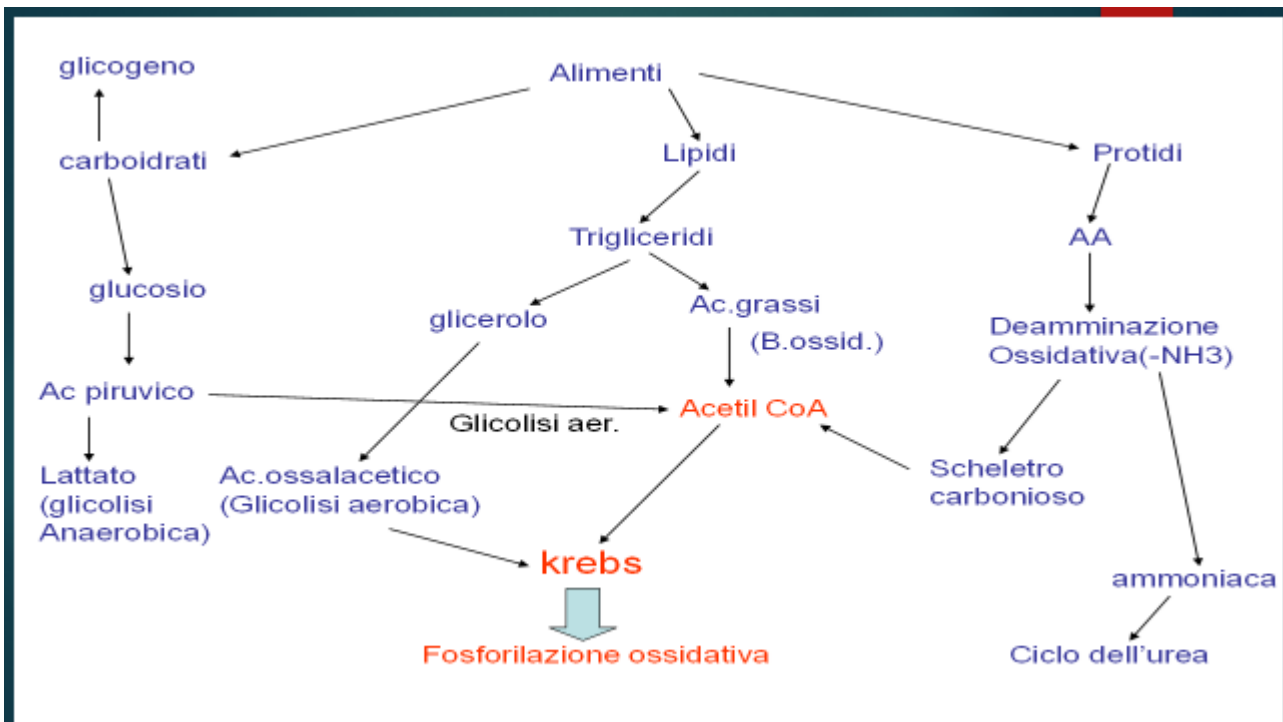 glicogeno
Alimenti
carboidrati
Lipidi
Protidi
Trigliceridi
AA
glucosio
glicerolo
Ac.grassi
(B.ossid.)
Deamminazione
Ossidativa(-NH3)
Ac piruvico
Glicolisi aer.
Acetil CoA
Lattato
(glicolisi
Anaerobica)
Ac.ossalacetico
(Glicolisi aerobica)
Scheletro
carbonioso
krebs
ammoniaca
Fosforilazione ossidativa
Ciclo dell'urea